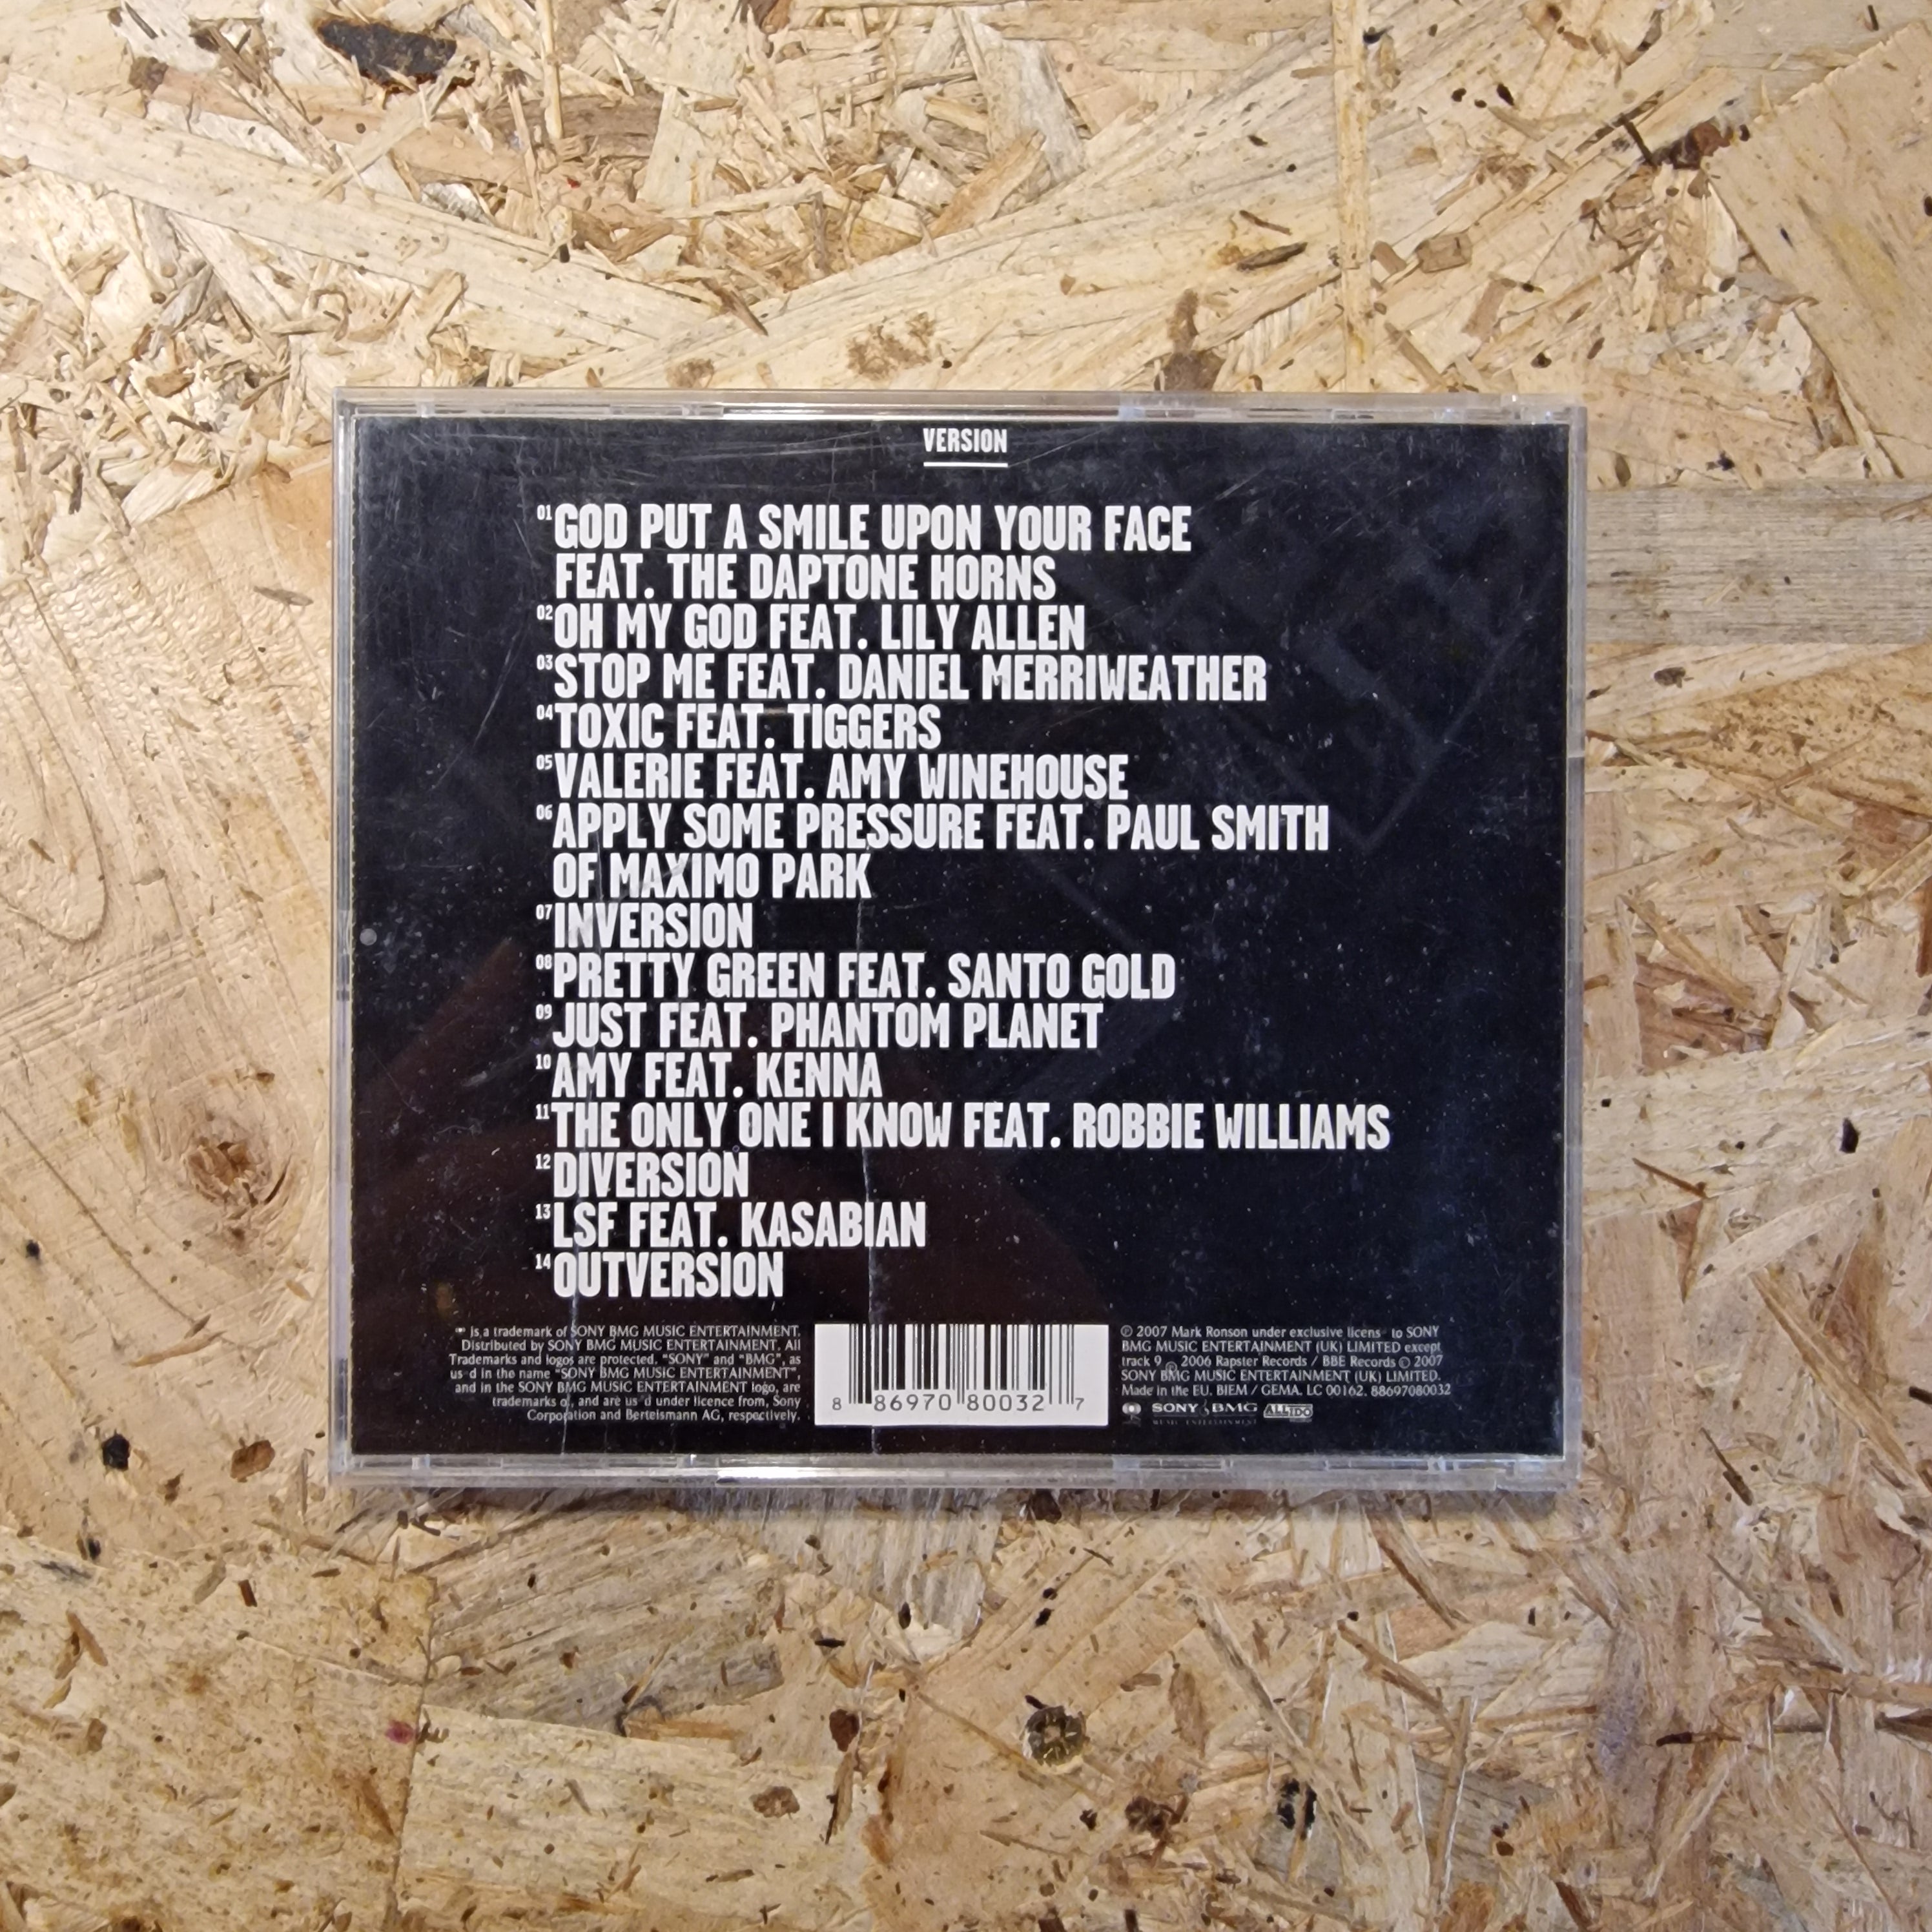 VERSION
01 GOD PUT A SMILE UPON YOUR FACE
FEAT. THE DAPTONE HORNS
02 OH MY GOD FEAT. LILY ALLEN
03 STOP ME FEAT. DANIEL MERRIWEATHER
04 TOXIC FEAT. TIGGERS
05 VALERIE FEAT. AMY WINEHOUSE
06 APPLY SOME PRESSURE FEAT. PAUL SMITH
OF MAXIMO PARK
07 INVERSION
08 PRETTY GREEN FEAT. SANTO GOLD
09 JUST FEAT. PHANTOM PLANET
10 AMY FEAT. KENNA
11 THE ONLY ONE I KNOW FEAT. ROBBIE WILLIAMS
12 DIVERSION
13 LSF FEAT. KASABIAN
14 OUTVERSION
is a trademark of SONY BMG MUSIC ENTERTAINMENT.
Distributed by SONY BMG MUSIC ENTERTAINMENT. All
Trademarks and logos are protected. "SONY" and "BMG", as
us d in the name "SONY BMG MUSIC ENTERTAINMENT",
and in the SONY BMG MUSIC ENTERTAINMENT logo, are
trademarks o, and are us d under licence from, Sony
Corporation and Bertelsmann AG, respectively.
8 86970 80032 7
℗ 2007 Mark Ronson under exclusive licens to SONY
BMG MUSIC ENTERTAINMENT (UK) LIMITED except
track 9 ℗ 2006 Rapster Records / BBE Records © 2007
SONY BMG MUSIC ENTERTAINMENT (UK) LIMITED.
Made in the EU. BIEM / GEMA. LC 00162. 88697080032
SONY BMG ALLIDO
MUSIC ENTERTAINMENT